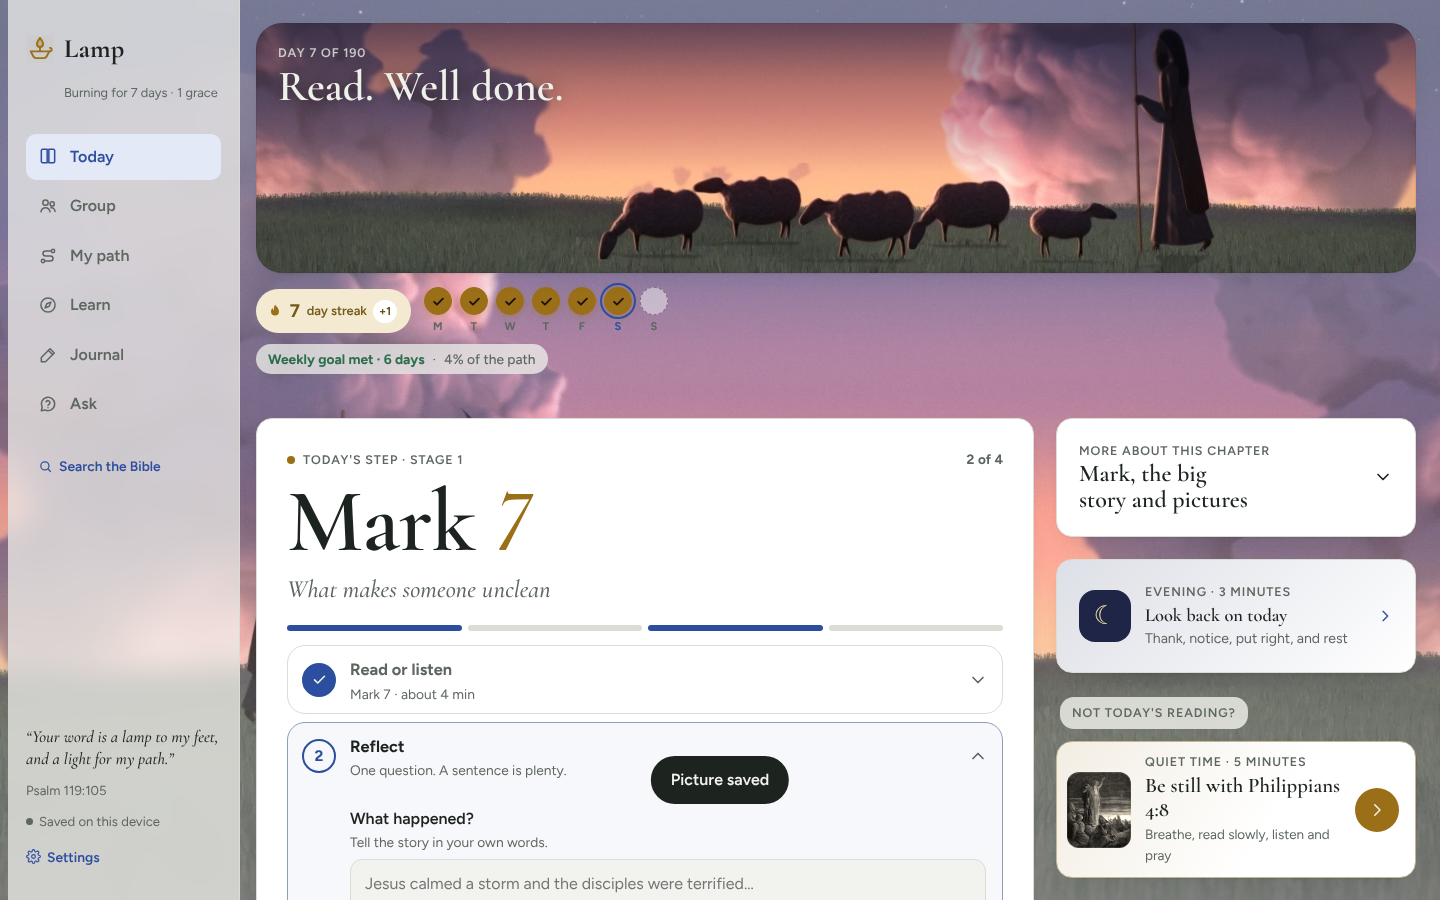 Lamp
Burning for 7 days · 1 grace
Today
Group
My path
Learn
Journal
Ask
Search the Bible
“Your word is a lamp to my feet,
and a light for my path.”
Psalm 119:105
Saved on this device
Settings
DAY 7 OF 190
Read. Well done.
7 day streak +1
M T W T F S S
Weekly goal met · 6 days · 4% of the path
TODAY'S STEP · STAGE 1
2 of 4
Mark 7
What makes someone unclean
Read or listen
Mark 7 · about 4 min
2
Reflect
One question. A sentence is plenty.
What happened?
Tell the story in your own words.
Jesus calmed a storm and the disciples were terrified…
Picture saved
MORE ABOUT THIS CHAPTER
Mark, the big
story and pictures
EVENING · 3 MINUTES
Look back on today
Thank, notice, put right, and rest
NOT TODAY'S READING?
QUIET TIME · 5 MINUTES
Be still with Philippians
4:8
Breathe, read slowly, listen and
pray